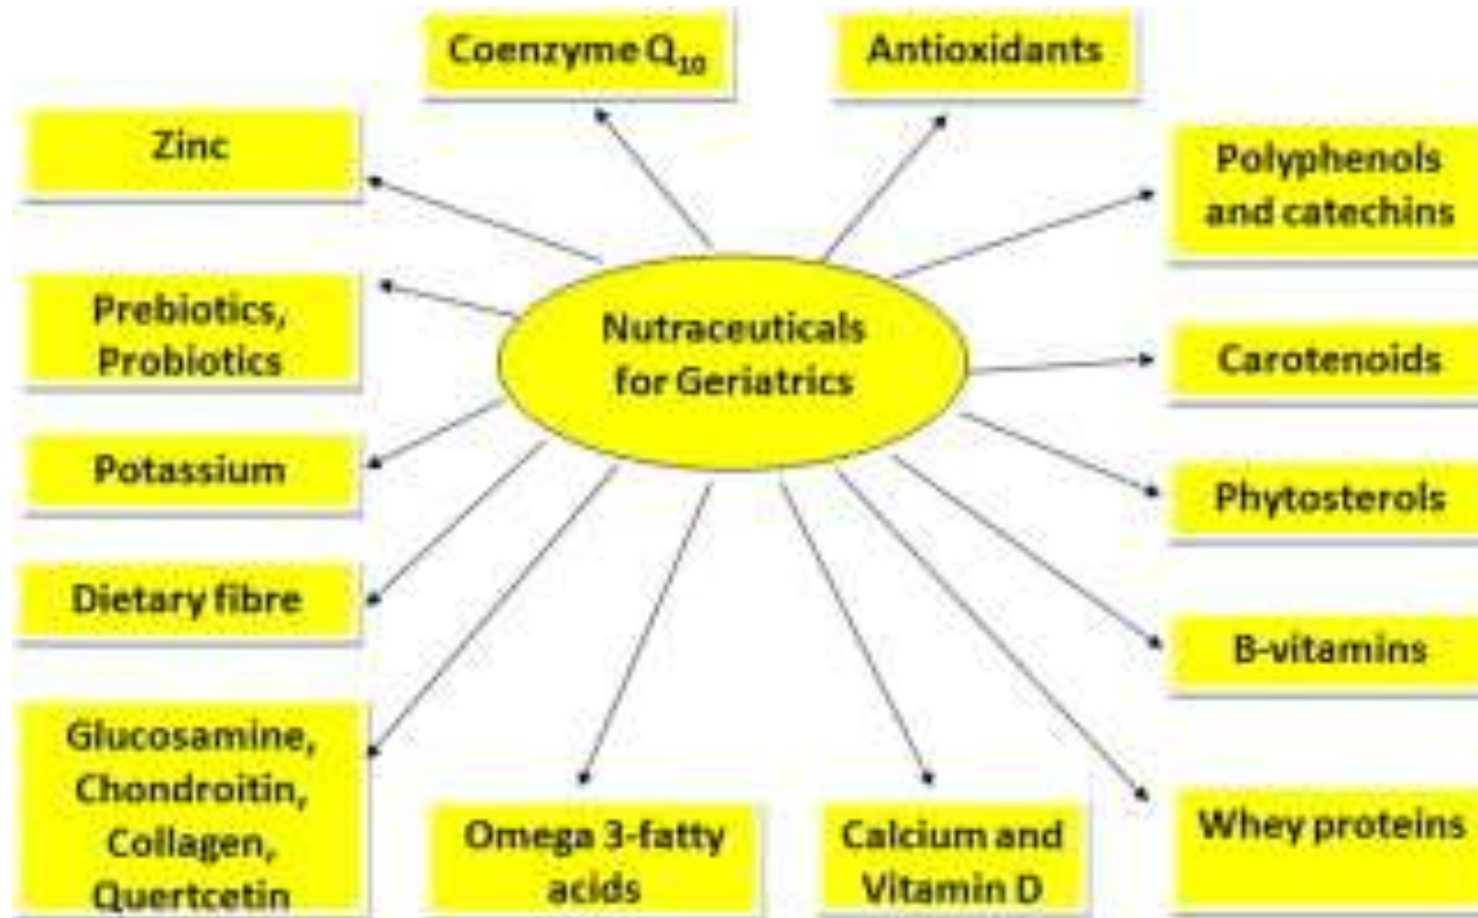 Coenzyme Q₁₀
Antioxidants
Zinc
Polyphenols
and catechins
Prebiotics,
Probiotics
Nutraceuticals
for Geriatrics
Carotenoids
Potassium
Phytosterols
Dietary fibre
B-vitamins
Glucosamine,
Chondroitin,
Collagen,
Quertcetin
Omega 3-fatty
acids
Calcium and
Vitamin D
Whey proteins